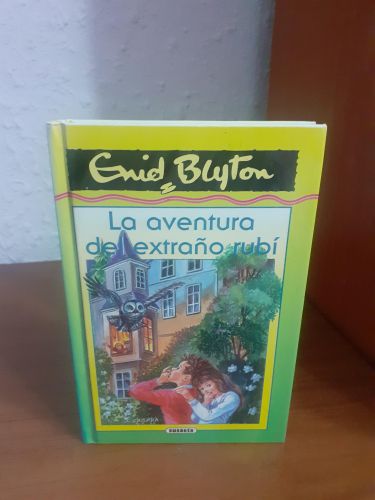 Enid Blyton
La aventura
del extraño rubí
SUSAETA